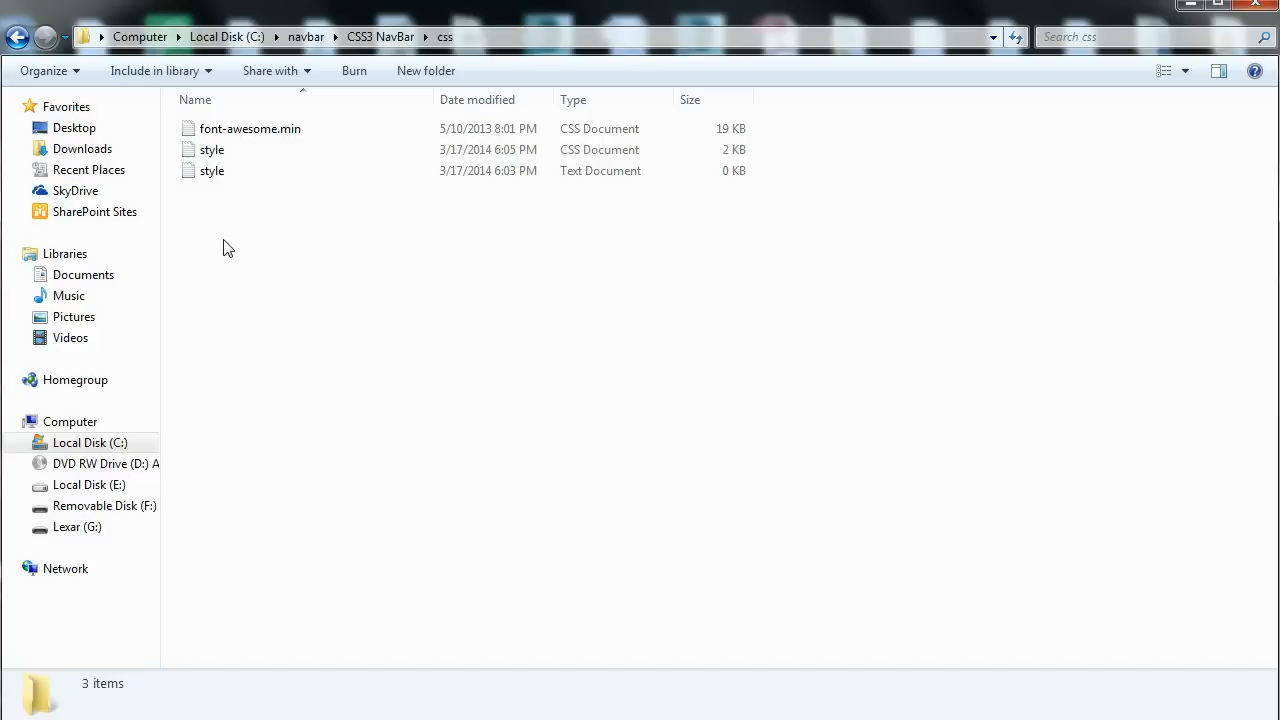 Computer Local Disk (C:) navbar CSS3 NavBar css Search css
Organize Include in library Share with Burn New folder
Name Date modified Type Size
font-awesome.min 5/10/2013 8:01 PM CSS Document 19 KB
style 3/17/2014 6:05 PM CSS Document 2 KB
style 3/17/2014 6:03 PM Text Document 0 KB
Favorites
Desktop
Downloads
Recent Places
SkyDrive
SharePoint Sites
Libraries
Documents
Music
Pictures
Videos
Homegroup
Computer
Local Disk (C:)
DVD RW Drive (D:) A
Local Disk (E:)
Removable Disk (F:)
Lexar (G:)
Network
3 items